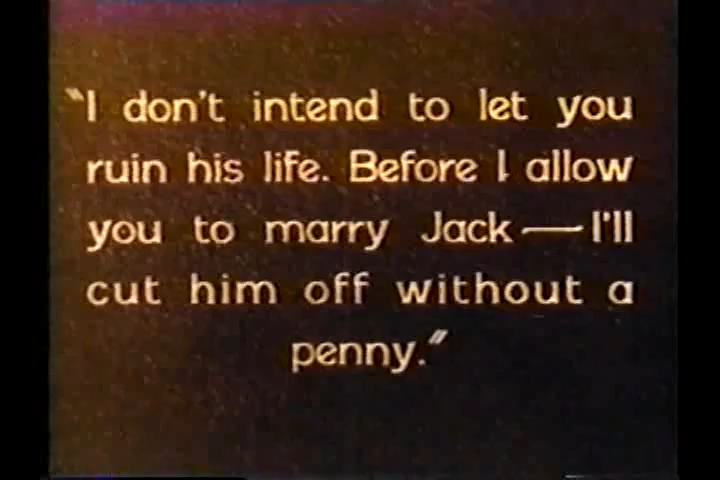 "I don't intend to let you
ruin his life. Before I allow
you to marry Jack — I'll
cut him off without a
penny."